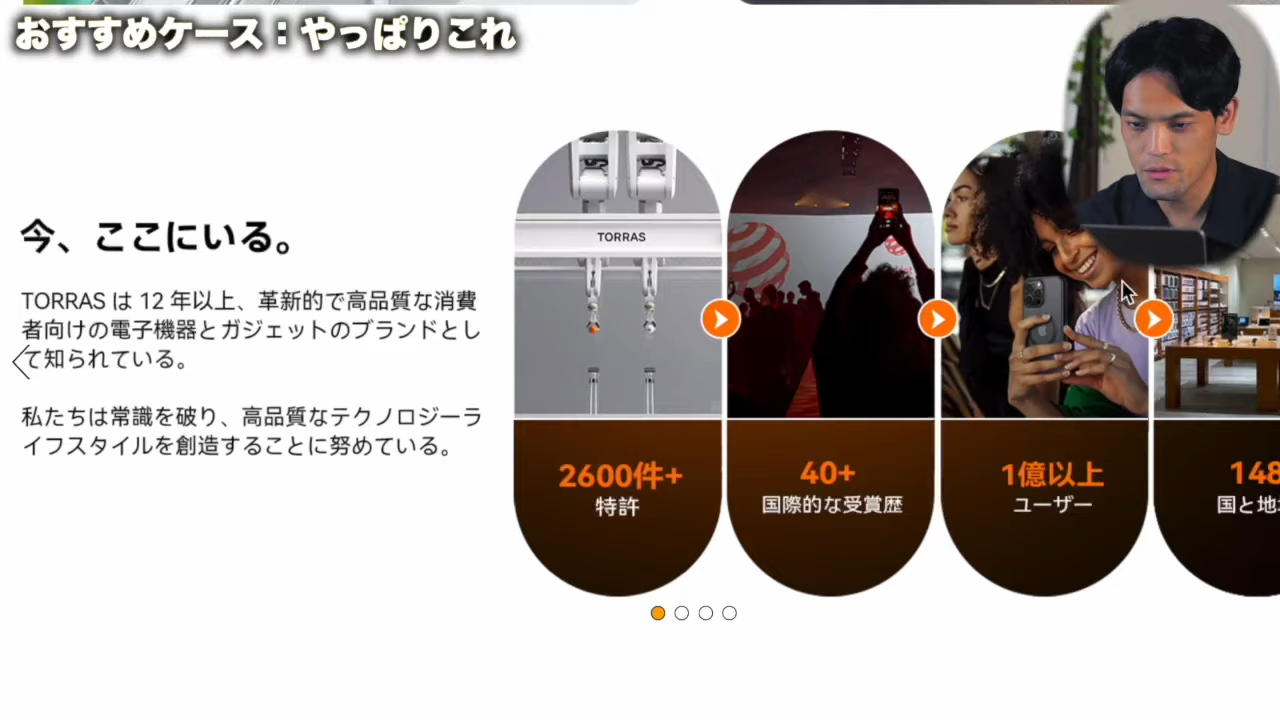 おすすめケース：やっぱりこれ
今、ここにいる。
TORRAS は 12 年以上、革新的で高品質な消費
者向けの電子機器とガジェットのブランドとし
て知られている。
私たちは常識を破り、高品質なテクノロジーラ
イフスタイルを創造することに努めている。
TORRAS
2600件+
特許
40+
国際的な受賞歴
1億以上
ユーザー
148
国と地